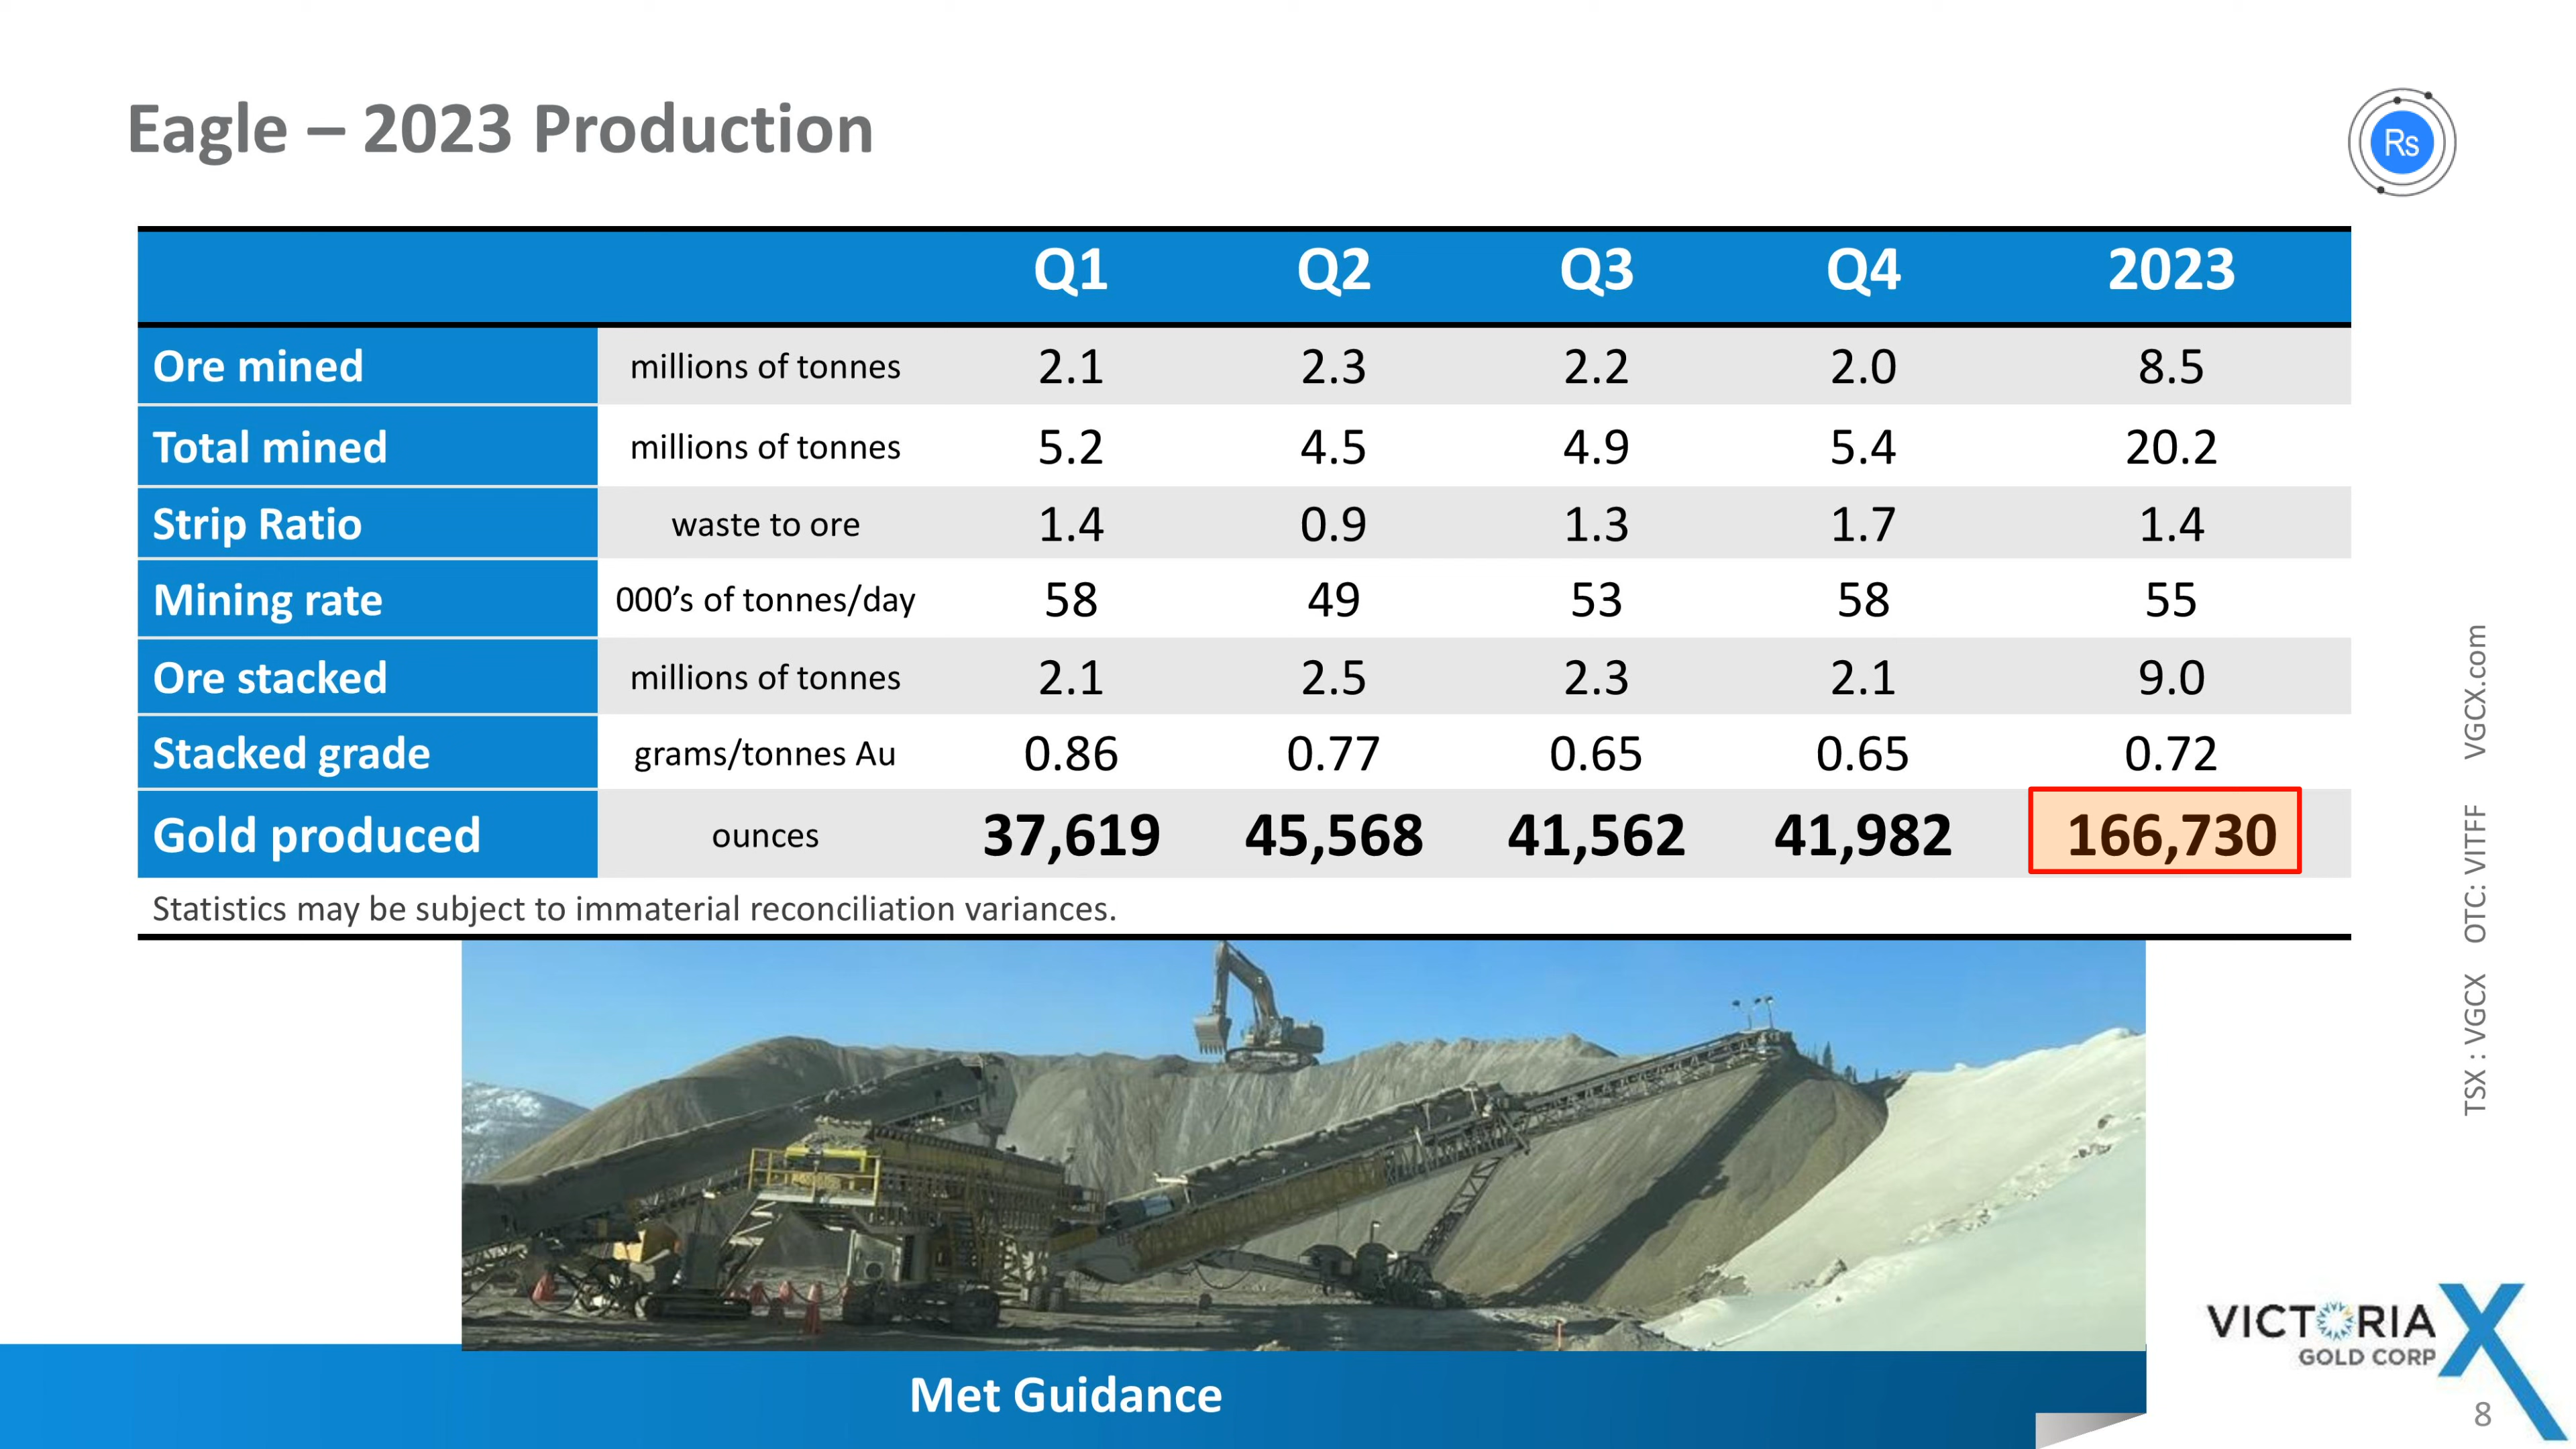 Eagle – 2023 Production
Rs
Q1 Q2 Q3 Q4 2023
Ore mined millions of tonnes 2.1 2.3 2.2 2.0 8.5
Total mined millions of tonnes 5.2 4.5 4.9 5.4 20.2
Strip Ratio waste to ore 1.4 0.9 1.3 1.7 1.4
Mining rate 000’s of tonnes/day 58 49 53 58 55
Ore stacked millions of tonnes 2.1 2.5 2.3 2.1 9.0
Stacked grade grams/tonnes Au 0.86 0.77 0.65 0.65 0.72
Gold produced ounces 37,619 45,568 41,562 41,982 166,730
Statistics may be subject to immaterial reconciliation variances.
TSX : VGCX OTC: VITFF VGCX.com
Met Guidance
VICTORIA
GOLD CORP
X
8